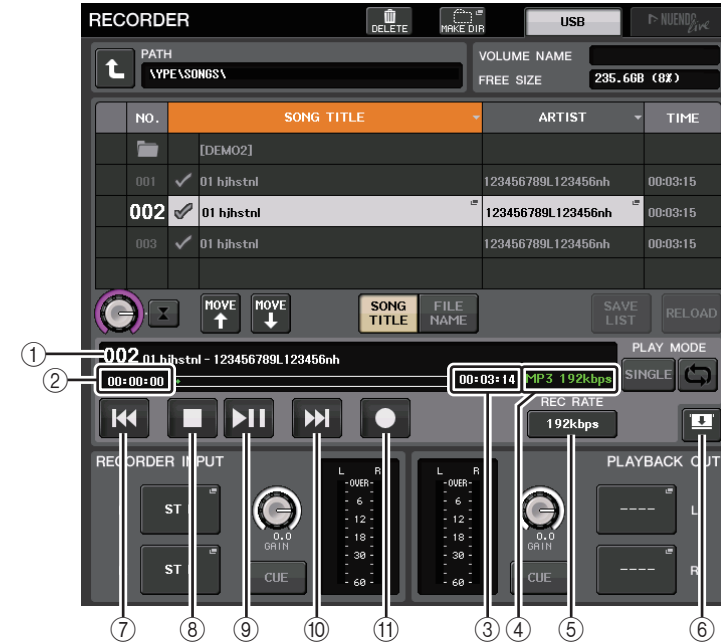 RECORDER
DELETE
MAKE DIR
USB
NUENDO Live
PATH
\YPE\SONGS\
VOLUME NAME
FREE SIZE 235.6GB (8%)
NO. SONG TITLE ARTIST TIME
[DEMO2]
001 01 hjhstnl 123456789L123456nh 00:03:15
002 01 hjhstnl 123456789L123456nh 00:03:15
003 01 hjhstnl 123456789L123456nh 00:03:15
MOVE
MOVE
SONG TITLE
FILE NAME
SAVE LIST
RELOAD
① 002 01 hjhstnl - 123456789L123456nh
PLAY MODE
② 00:00:00 00:03:14 MP3 192kbps
SINGLE
REC RATE
192kbps
RECORDER INPUT
PLAYBACK OUT
L R
-OVER-
6
12
18
30
60
L R
-OVER-
6
12
18
30
60
ST
ST
0.0
GAIN
CUE
0.0
GAIN
CUE
---- L
---- R
⑦ ⑧ ⑨ ⑩ ⑪ ③ ④ ⑤ ⑥